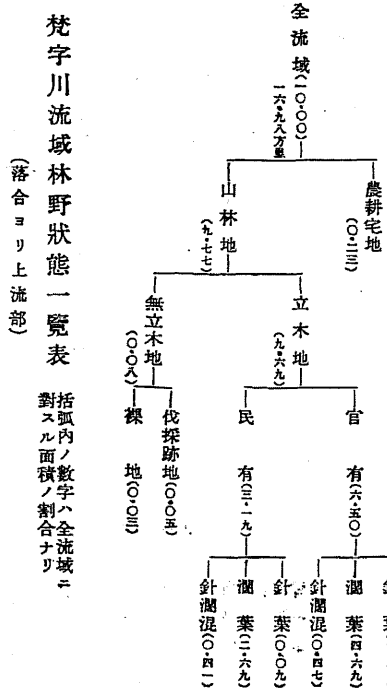 梵字川流域林野狀態一覽表
(落合ヨリ上流部)
括弧内ノ數字ハ全流域ニ
對スル面積ノ割合ナリ
全流域(一〇・〇〇)
一六・九八方里
農耕宅地(〇・二三)
山林地(九・七七)
立木地(九・六九)
無立木地(〇・〇八)
官有(六・五〇)
民有(三・一九)
伐採跡地(〇・〇五)
裸地(〇・〇三)
濶葉(四・六九)
針濶混(〇・四七)
針葉(〇・〇九)
濶葉(二・六九)
針濶混(〇・四一)